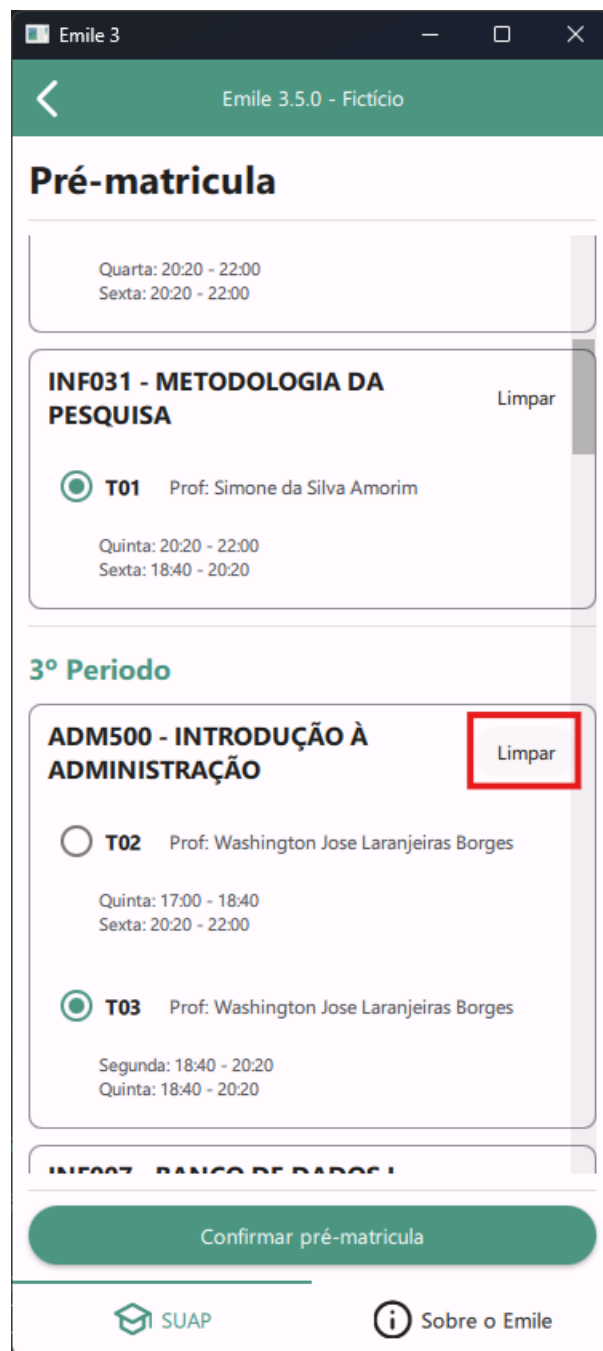 Emile 3
Emile 3.5.0 - Fictício
Pré-matricula
Quarta: 20:20 - 22:00
Sexta: 20:20 - 22:00
INF031 - METODOLOGIA DA
PESQUISA
Limpar
T01 Prof: Simone da Silva Amorim
Quinta: 20:20 - 22:00
Sexta: 18:40 - 20:20
3º Periodo
ADM500 - INTRODUÇÃO À
ADMINISTRAÇÃO
Limpar
T02 Prof: Washington Jose Laranjeiras Borges
Quinta: 17:00 - 18:40
Sexta: 20:20 - 22:00
T03 Prof: Washington Jose Laranjeiras Borges
Segunda: 18:40 - 20:20
Quinta: 18:40 - 20:20
INF007 - BANCO DE DADOS I
Confirmar pré-matricula
SUAP
Sobre o Emile